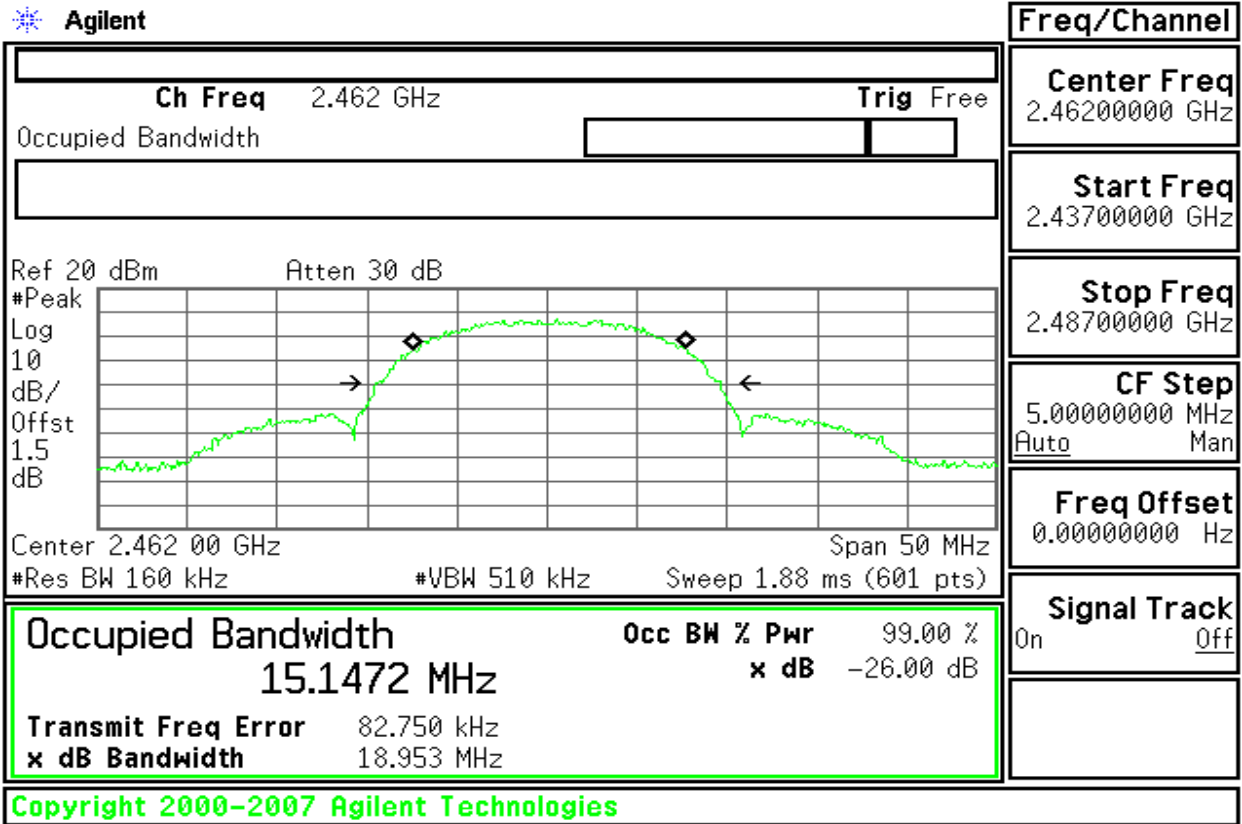 Agilent
Freq/Channel
Ch Freq 2.462 GHz Trig Free
Occupied Bandwidth
Center Freq
2.46200000 GHz
Start Freq
2.43700000 GHz
Stop Freq
2.48700000 GHz
CF Step
5.00000000 MHz
Auto Man
Freq Offset
0.00000000 Hz
Signal Track
On Off
Ref 20 dBm Atten 30 dB
#Peak
Log
10
dB/
Offst
1.5
dB
Center 2.462 00 GHz Span 50 MHz
#Res BW 160 kHz #VBW 510 kHz Sweep 1.88 ms (601 pts)
Occupied Bandwidth Occ BW % Pwr 99.00 %
15.1472 MHz x dB -26.00 dB
Transmit Freq Error 82.750 kHz
x dB Bandwidth 18.953 MHz
Copyright 2000-2007 Agilent Technologies